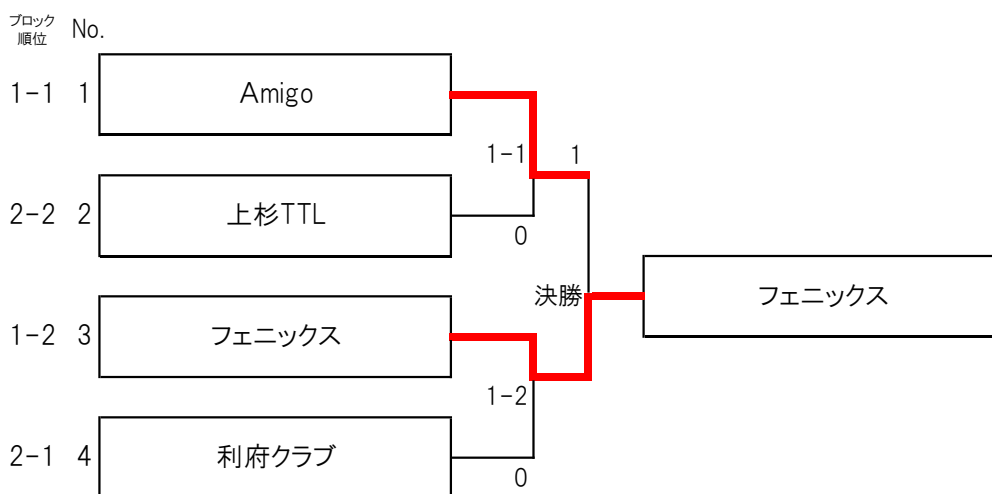 ブロック
順位 No.
1-1 1 Amigo
1-1 1
2-2 2 上杉TTL
0
決勝 フェニックス
1-2 3 フェニックス
1-2
2-1 4 利府クラブ
0